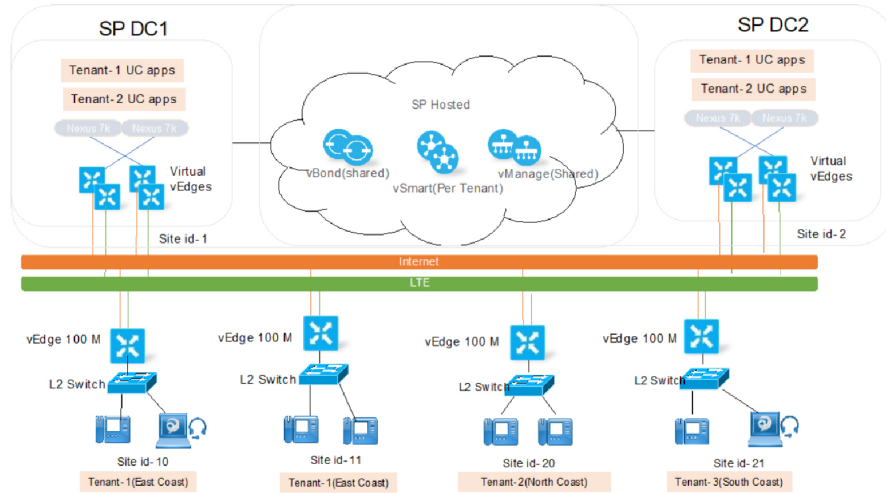 SP DC1
SP DC2
Tenant- 1 UC apps
Tenant- 2 UC apps
Nexus 7k
Nexus 7k
Virtual
vEdges
Site id- 1
SP Hosted
vBond(shared)
vSmart(Per Tenant)
vManage(Shared)
Tenant- 1 UC apps
Tenant- 2 UC apps
Nexus 7k
Nexus 7k
Virtual
vEdges
Site id- 2
Internet
LTE
vEdge 100 M
vEdge 100 M
vEdge 100 M
vEdge 100 M
L2 Switch
L2 Switch
L2 Switch
L2 Switch
Site id- 10
Site id-11
Site id- 20
Site id- 21
Tenant- 1(East Coast)
Tenant- 1(East Coast)
Tenant- 2(North Coast)
Tenant- 3(South Coast)